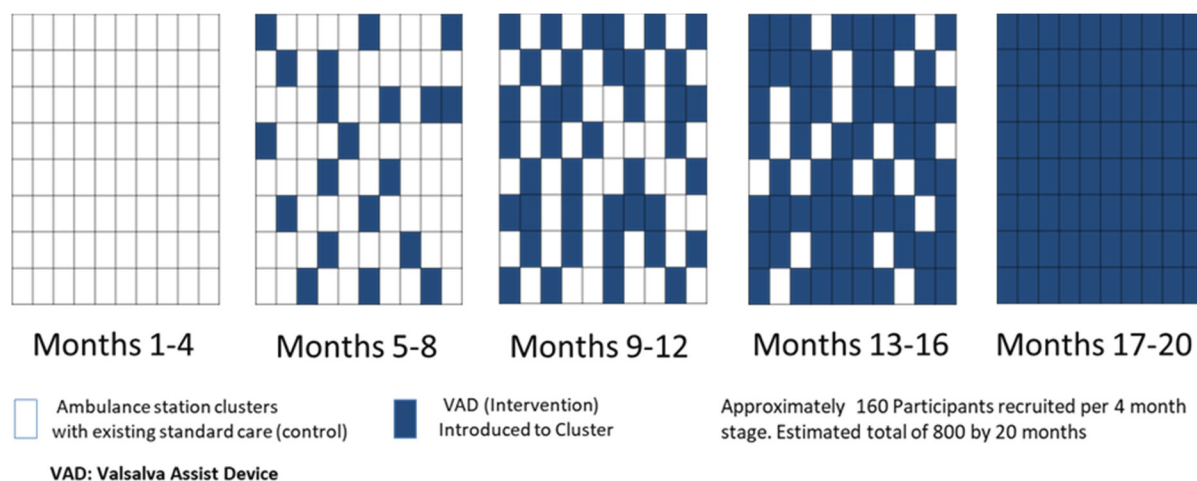 Months 1-4
Months 5-8
Months 9-12
Months 13-16
Months 17-20
Ambulance station clusters
with existing standard care (control)
VAD (Intervention)
Introduced to Cluster
Approximately 160 Participants recruited per 4 month
stage. Estimated total of 800 by 20 months
VAD: Valsalva Assist Device